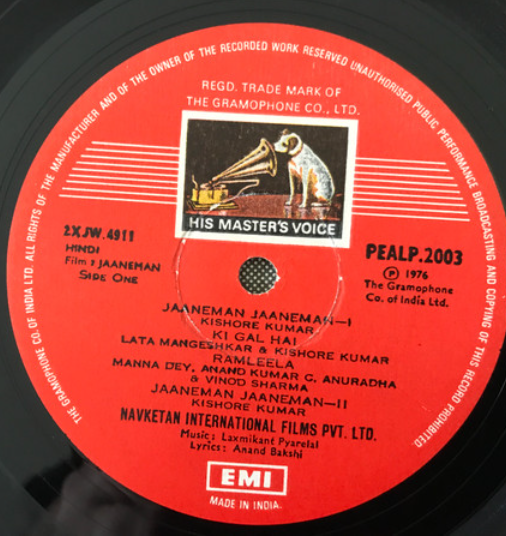 THE GRAMOPHONE CO. OF INDIA LTD. ALL RIGHTS OF THE MANUFACTURER AND OF THE OWNER OF THE RECORDED WORK RESERVED UNAUTHORISED PUBLIC PERFORMANCE BROADCASTING AND COPYING OF THIS RECORD PROHIBITED
REGD. TRADE MARK OF
THE GRAMOPHONE CO., LTD.
HIS MASTER'S VOICE
2XJW.4911
HINDI
Film : JAANEMAN
SIDE ONE
PEALP.2003
Ⓟ 1976
The Gramophone
Co. of India Ltd.
JAANEMAN JAANEMAN—I
KISHORE KUMAR
KI GAL HAI
LATA MANGESHKAR & KISHORE KUMAR
RAMLEELA
MANNA DEY, ANAND KUMAR C. ANURADHA
& VINOD SHARMA
JAANEMAN JAANEMAN—II
KISHORE KUMAR
NAVKETAN INTERNATIONAL FILMS PVT. LTD.
Music: Laxmikant Pyarelal
Lyrics: Anand Bakshi
EMI
MADE IN INDIA.